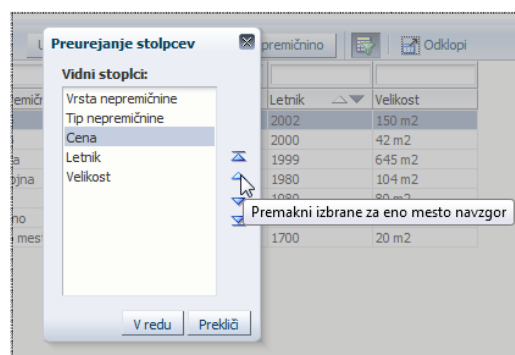 Preurejanje stolpcev
premičnino
Odklopi
Vidni stoplci:
Vrsta nepremičnine
Tip nepremičnine
Cena
Letnik
Velikost
Letnik
Velikost
2002
150 m2
2000
42 m2
1999
645 m2
1980
104 m2
Premakni izbrane za eno mesto navzgor
1700
20 m2
V redu
Prekliči